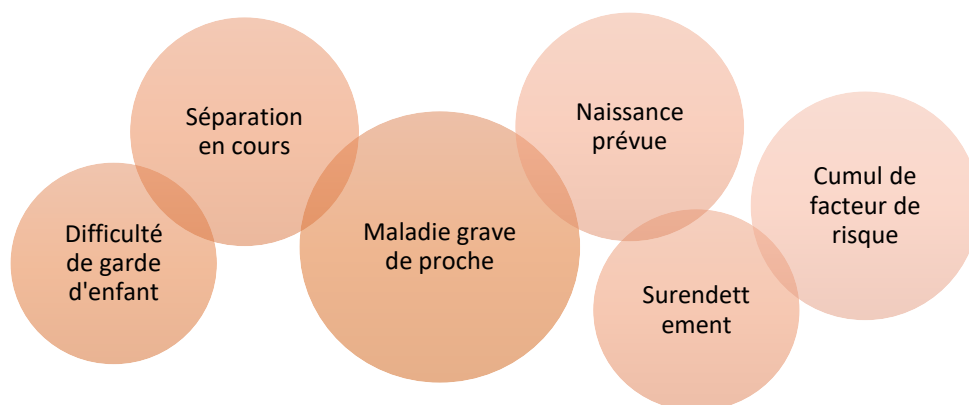 Difficulté
de garde
d'enfant
Séparation
en cours
Maladie grave
de proche
Naissance
prévue
Surendett
ement
Cumul de
facteur de
risque